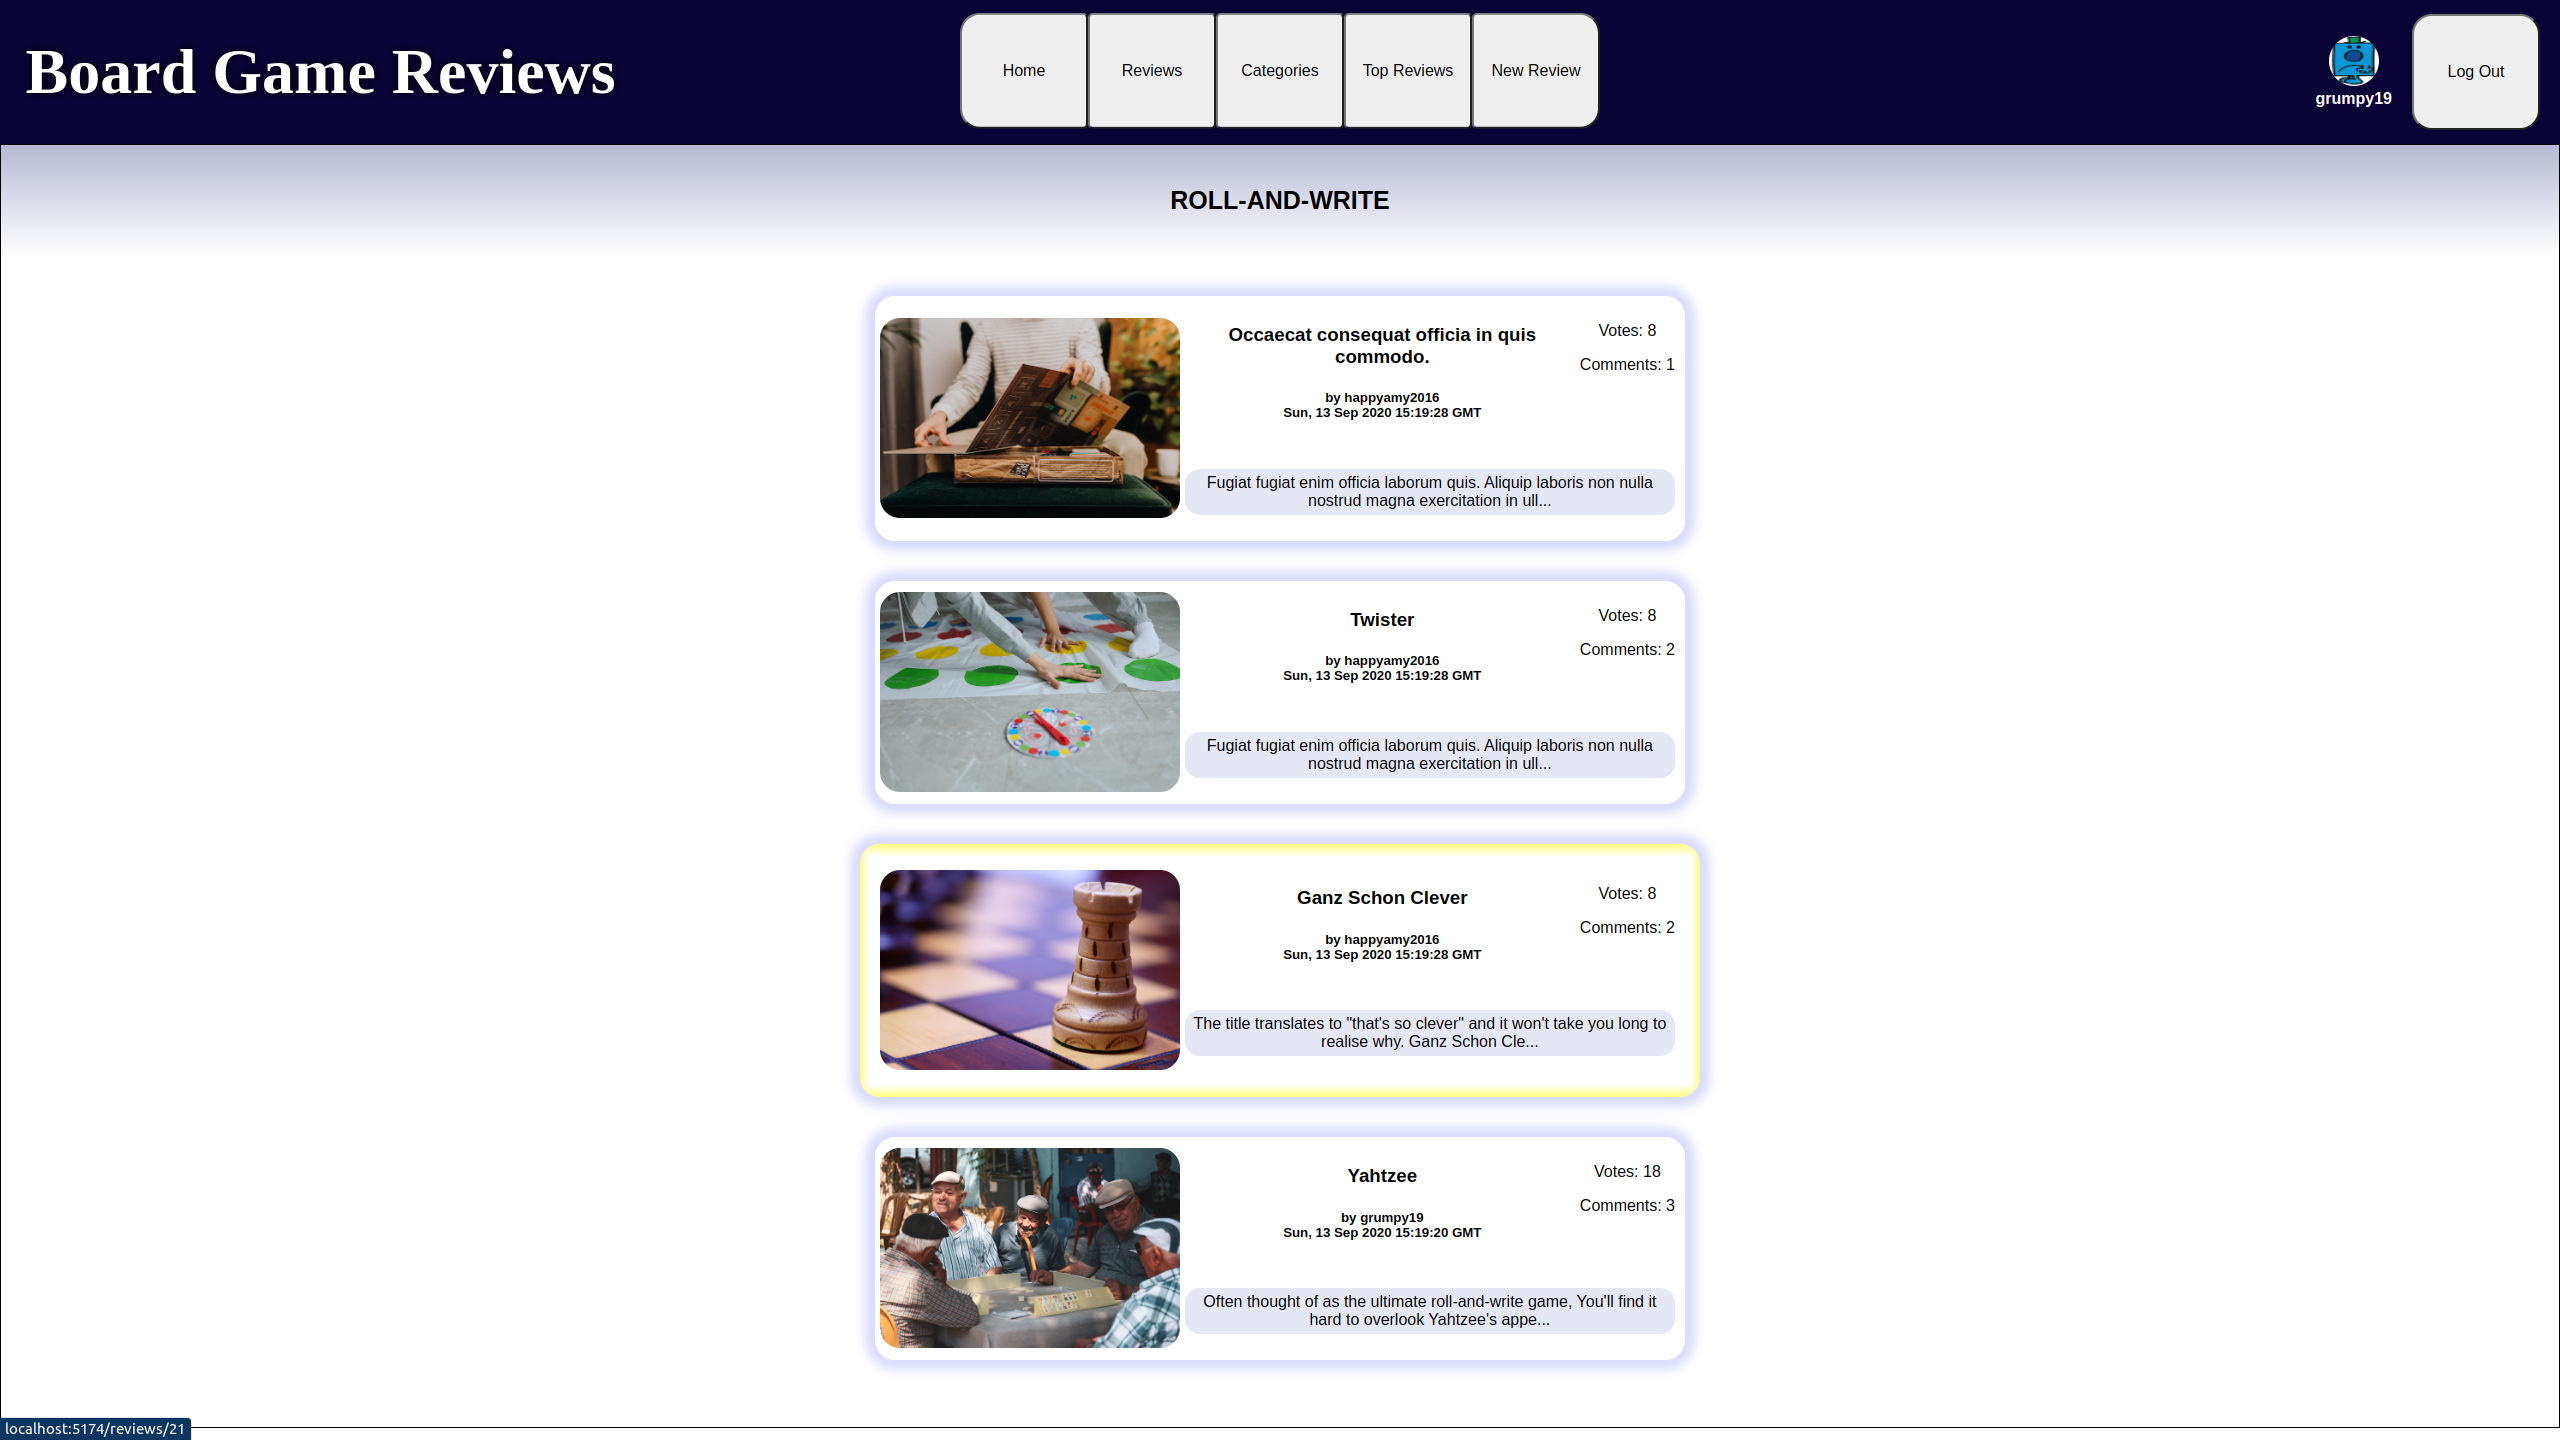 Board Game Reviews
Home
Reviews
Categories
Top Reviews
New Review
grumpy19
Log Out
ROLL-AND-WRITE
Occaecat consequat officia in quis
commodo.
by happyamy2016
Sun, 13 Sep 2020 15:19:28 GMT
Votes: 8
Comments: 1
Fugiat fugiat enim officia laborum quis. Aliquip laboris non nulla
nostrud magna exercitation in ull...
Twister
by happyamy2016
Sun, 13 Sep 2020 15:19:28 GMT
Votes: 8
Comments: 2
Fugiat fugiat enim officia laborum quis. Aliquip laboris non nulla
nostrud magna exercitation in ull...
Ganz Schon Clever
by happyamy2016
Sun, 13 Sep 2020 15:19:28 GMT
Votes: 8
Comments: 2
The title translates to "that's so clever" and it won't take you long to
realise why. Ganz Schon Cle...
Yahtzee
by grumpy19
Sun, 13 Sep 2020 15:19:20 GMT
Votes: 18
Comments: 3
Often thought of as the ultimate roll-and-write game, You'll find it
hard to overlook Yahtzee's appe...
localhost:5174/reviews/21